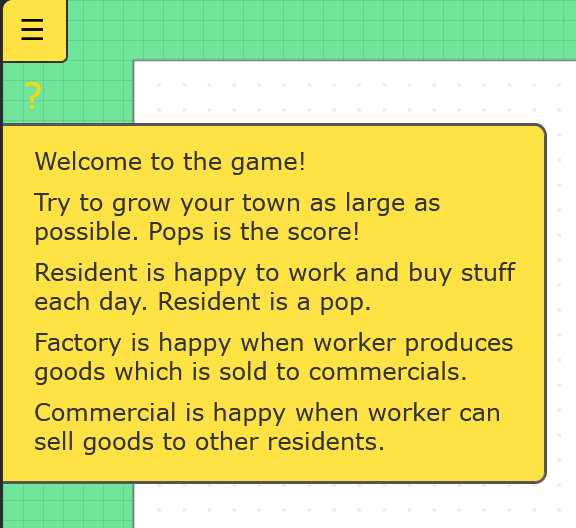 ☰
?
Welcome to the game!
Try to grow your town as large as
possible. Pops is the score!
Resident is happy to work and buy stuff
each day. Resident is a pop.
Factory is happy when worker produces
goods which is sold to commercials.
Commercial is happy when worker can
sell goods to other residents.